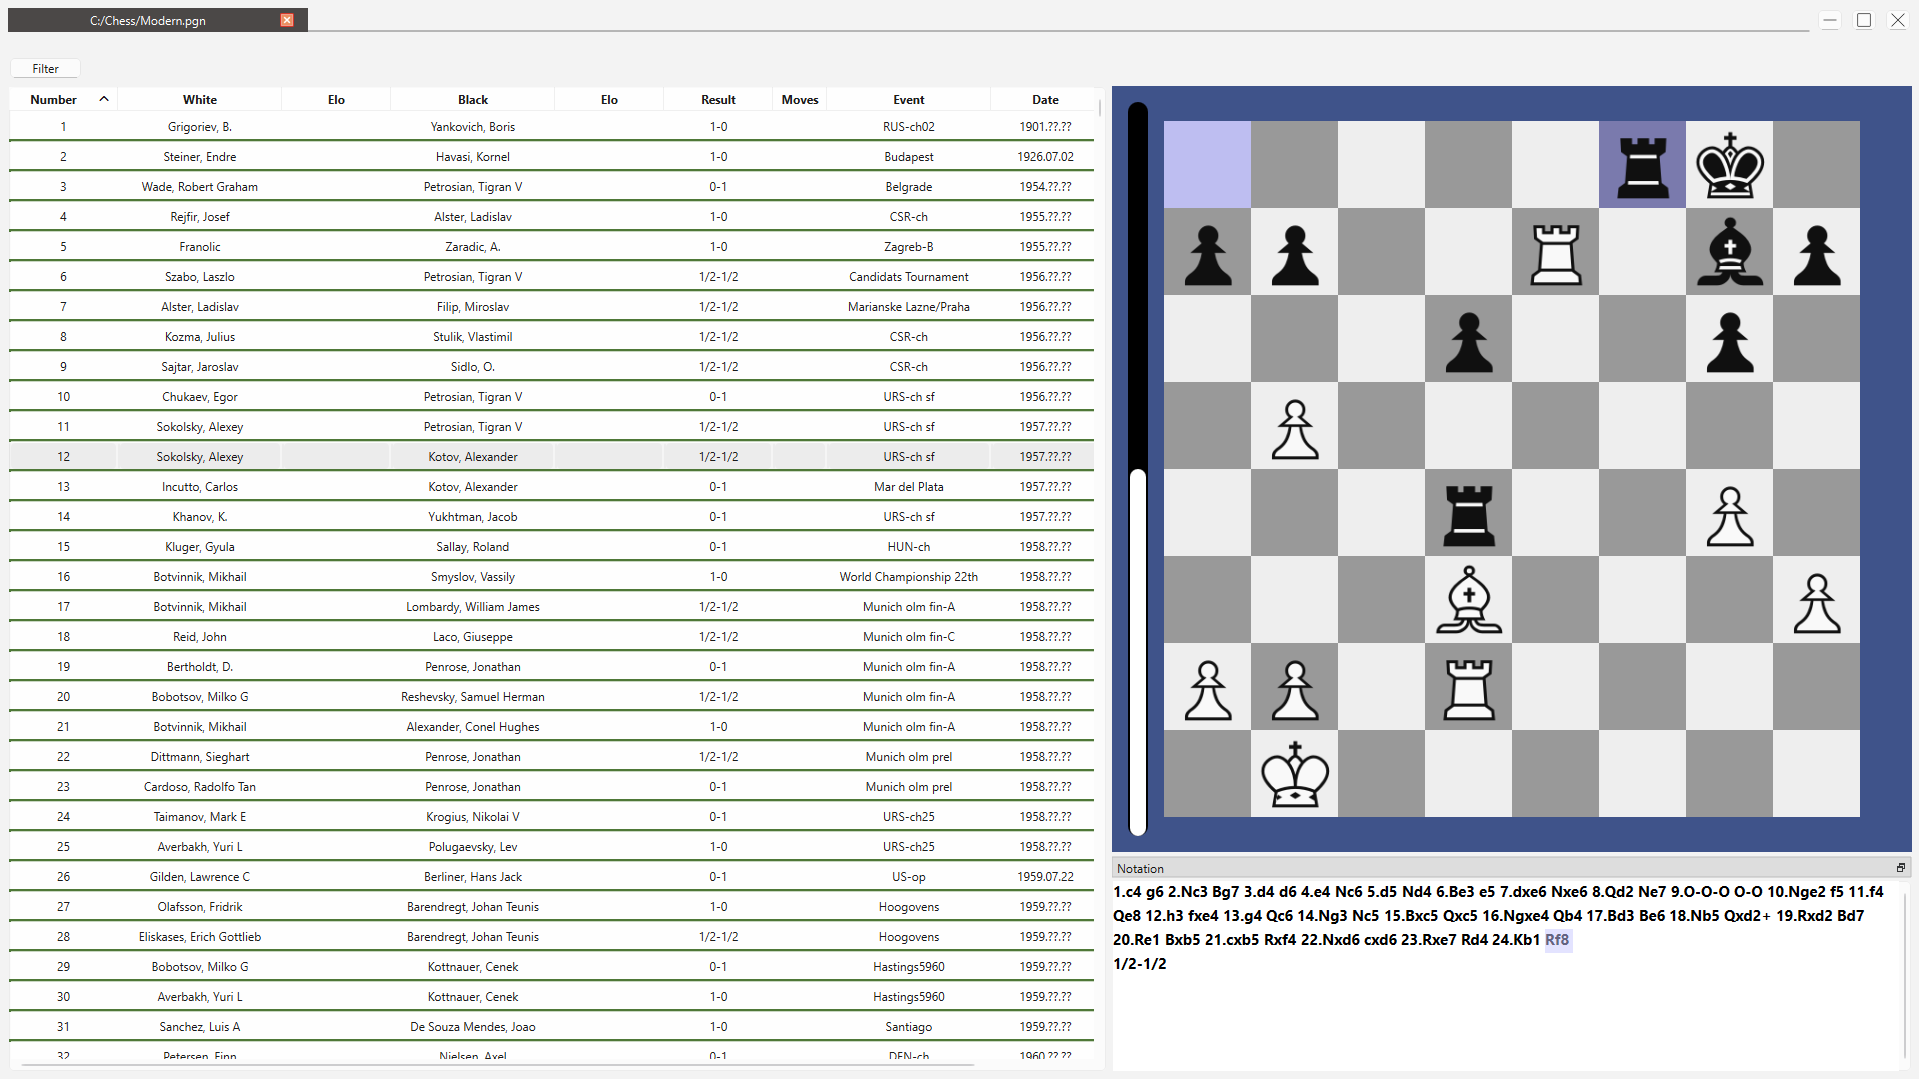 C:/Chess/Modern.pgn
Filter
Number White Elo Black Elo Result Moves Event Date
1 Grigoriev, B. Yankovich, Boris 1-0 RUS-ch02 1901.??.??
2 Steiner, Endre Havasi, Kornel 1-0 Budapest 1926.07.02
3 Wade, Robert Graham Petrosian, Tigran V 0-1 Belgrade 1954.??.??
4 Rejfir, Josef Alster, Ladislav 1-0 CSR-ch 1955.??.??
5 Franolic Zaradic, A. 1-0 Zagreb-B 1955.??.??
6 Szabo, Laszlo Petrosian, Tigran V 1/2-1/2 Candidats Tournament 1956.??.??
7 Alster, Ladislav Filip, Miroslav 1/2-1/2 Marianske Lazne/Praha 1956.??.??
8 Kozma, Julius Stulik, Vlastimil 1/2-1/2 CSR-ch 1956.??.??
9 Sajtar, Jaroslav Sidlo, O. 1/2-1/2 CSR-ch 1956.??.??
10 Chukaev, Egor Petrosian, Tigran V 0-1 URS-ch sf 1956.??.??
11 Sokolsky, Alexey Petrosian, Tigran V 1/2-1/2 URS-ch sf 1957.??.??
12 Sokolsky, Alexey Kotov, Alexander 1/2-1/2 URS-ch sf 1957.??.??
13 Incutto, Carlos Kotov, Alexander 0-1 Mar del Plata 1957.??.??
14 Khanov, K. Yukhtman, Jacob 0-1 URS-ch sf 1957.??.??
15 Kluger, Gyula Sallay, Roland 0-1 HUN-ch 1958.??.??
16 Botvinnik, Mikhail Smyslov, Vassily 1-0 World Championship 22th 1958.??.??
17 Botvinnik, Mikhail Lombardy, William James 1/2-1/2 Munich olm fin-A 1958.??.??
18 Reid, John Laco, Giuseppe 1/2-1/2 Munich olm fin-C 1958.??.??
19 Bertholdt, D. Penrose, Jonathan 0-1 Munich olm fin-A 1958.??.??
20 Bobotsov, Milko G Reshevsky, Samuel Herman 1/2-1/2 Munich olm fin-A 1958.??.??
21 Botvinnik, Mikhail Alexander, Conel Hughes 1-0 Munich olm fin-A 1958.??.??
22 Dittmann, Sieghart Penrose, Jonathan 1/2-1/2 Munich olm prel 1958.??.??
23 Cardoso, Radolfo Tan Penrose, Jonathan 0-1 Munich olm prel 1958.??.??
24 Taimanov, Mark E Krogius, Nikolai V 0-1 URS-ch25 1958.??.??
25 Averbakh, Yuri L Polugaevsky, Lev 1-0 URS-ch25 1958.??.??
26 Gilden, Lawrence C Berliner, Hans Jack 0-1 US-op 1959.07.22
27 Olafsson, Fridrik Barendregt, Johan Teunis 1-0 Hoogovens 1959.??.??
28 Eliskases, Erich Gottlieb Barendregt, Johan Teunis 1/2-1/2 Hoogovens 1959.??.??
29 Bobotsov, Milko G Kottnauer, Cenek 0-1 Hastings5960 1959.??.??
30 Averbakh, Yuri L Kottnauer, Cenek 1-0 Hastings5960 1959.??.??
31 Sanchez, Luis A De Souza Mendes, Joao 1-0 Santiago 1959.??.??
32 Petersen, Finn Nielsen, Axel 0-1 DEN-ch 1960.??.??
Notation
1.c4 g6 2.Nc3 Bg7 3.d4 d6 4.e4 Nc6 5.d5 Nd4 6.Be3 e5 7.dxe6 Nxe6 8.Qd2 Ne7 9.O-O-O O-O 10.Nge2 f5 11.f4
Qe8 12.h3 fxe4 13.g4 Qc6 14.Ng3 Nc5 15.Bxc5 Qxc5 16.Ngxe4 Qb4 17.Bd3 Be6 18.Nb5 Qxd2+ 19.Rxd2 Bd7
20.Re1 Bxb5 21.cxb5 Rxf4 22.Nxd6 cxd6 23.Rxe7 Rd4 24.Kb1 Rf8
1/2-1/2